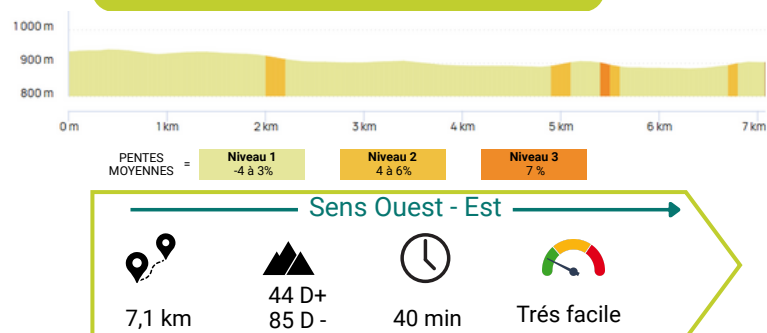 1 000 m
900 m
800 m
0 m 1 km 2 km 3 km 4 km 5 km 6 km 7 km
PENTES MOYENNES = Niveau 1 -4 à 3% Niveau 2 4 à 6% Niveau 3 7 %
Sens Ouest - Est
44 D+
7,1 km 85 D - 40 min Trés facile